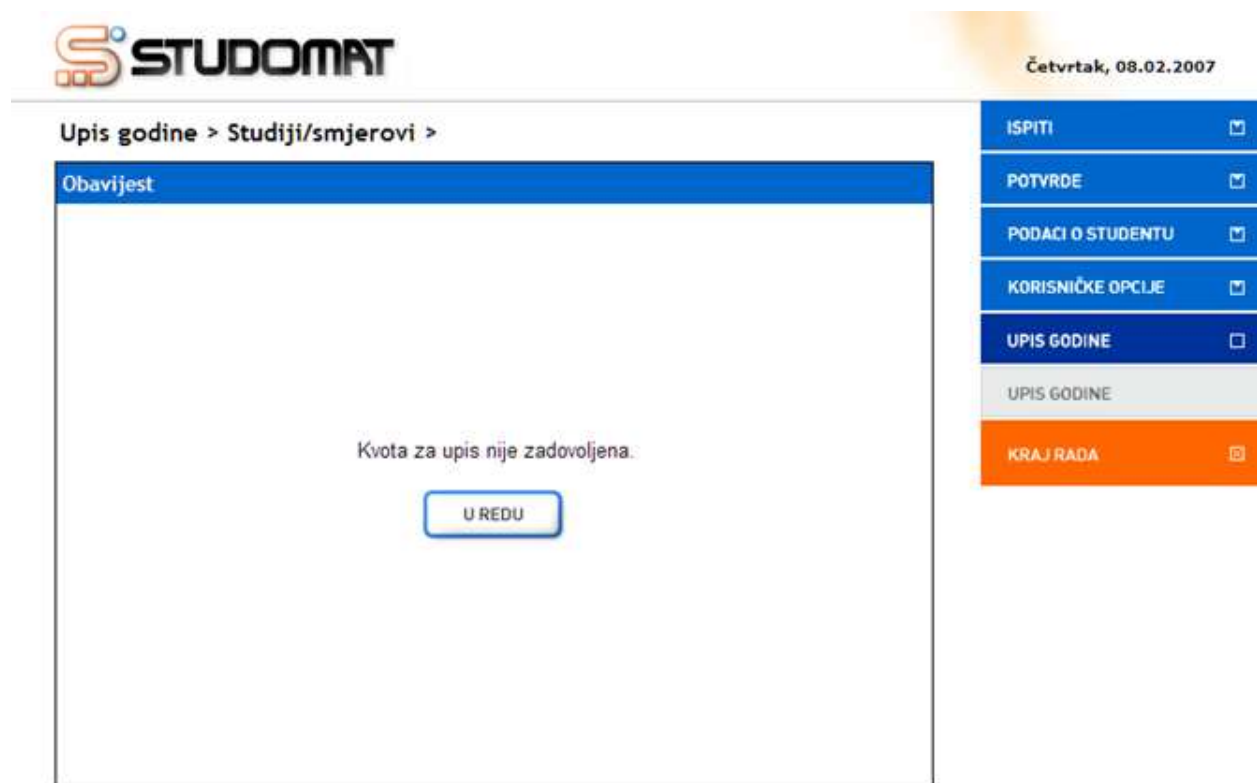 STUDOMAT
Četvrtak, 08.02.2007
Upis godine > Studiji/smjerovi >
Obavijest
Kvota za upis nije zadovoljena.
U REDU
ISPITI
POTVRDE
PODACI O STUDENTU
KORISNIČKE OPCIJE
UPIS GODINE
UPIS GODINE
KRAJ RADA